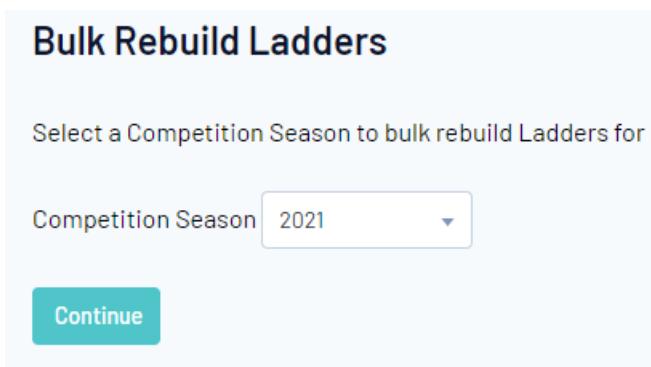 Bulk Rebuild Ladders
Select a Competition Season to bulk rebuild Ladders for
Competition Season 2021
Continue